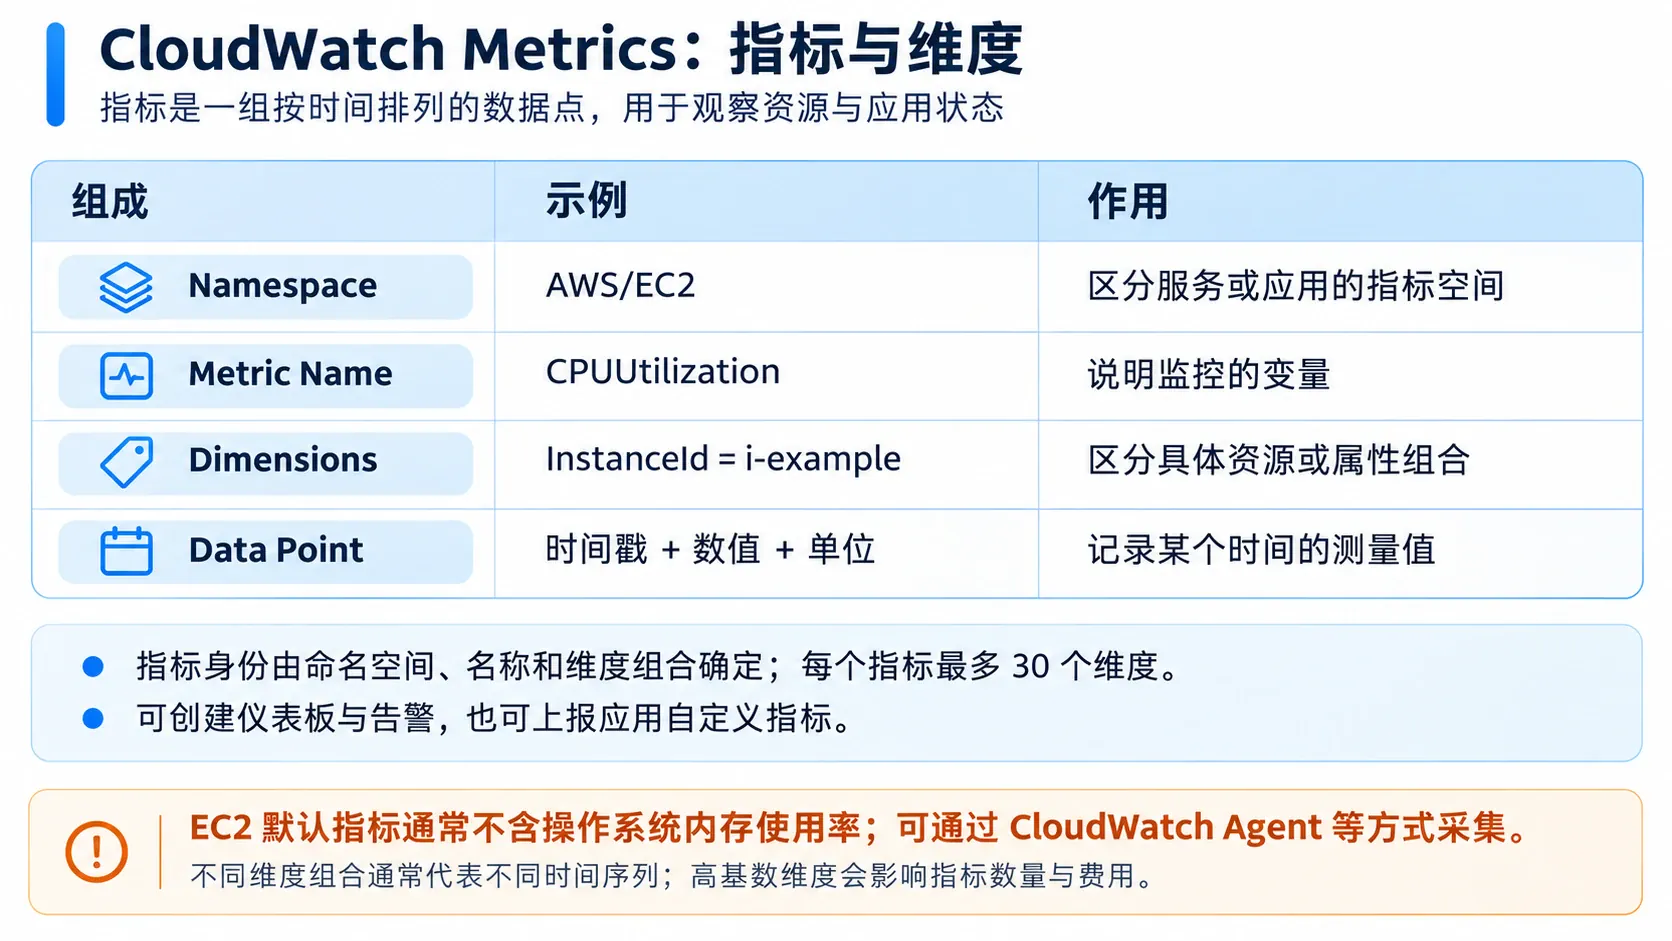 CloudWatch Metrics：指标与维度
指标是一组按时间排列的数据点，用于观察资源与应用状态
组成 示例 作用
Namespace AWS/EC2 区分服务或应用的指标空间
Metric Name CPUUtilization 说明监控的变量
Dimensions InstanceId = i-example 区分具体资源或属性组合
Data Point 时间戳 + 数值 + 单位 记录某个时间的测量值
指标身份由命名空间、名称和维度组合确定；每个指标最多 30 个维度。
可创建仪表板与告警，也可上报应用自定义指标。
EC2 默认指标通常不含操作系统内存使用率；可通过 CloudWatch Agent 等方式采集。
不同维度组合通常代表不同时间序列；高基数维度会影响指标数量与费用。